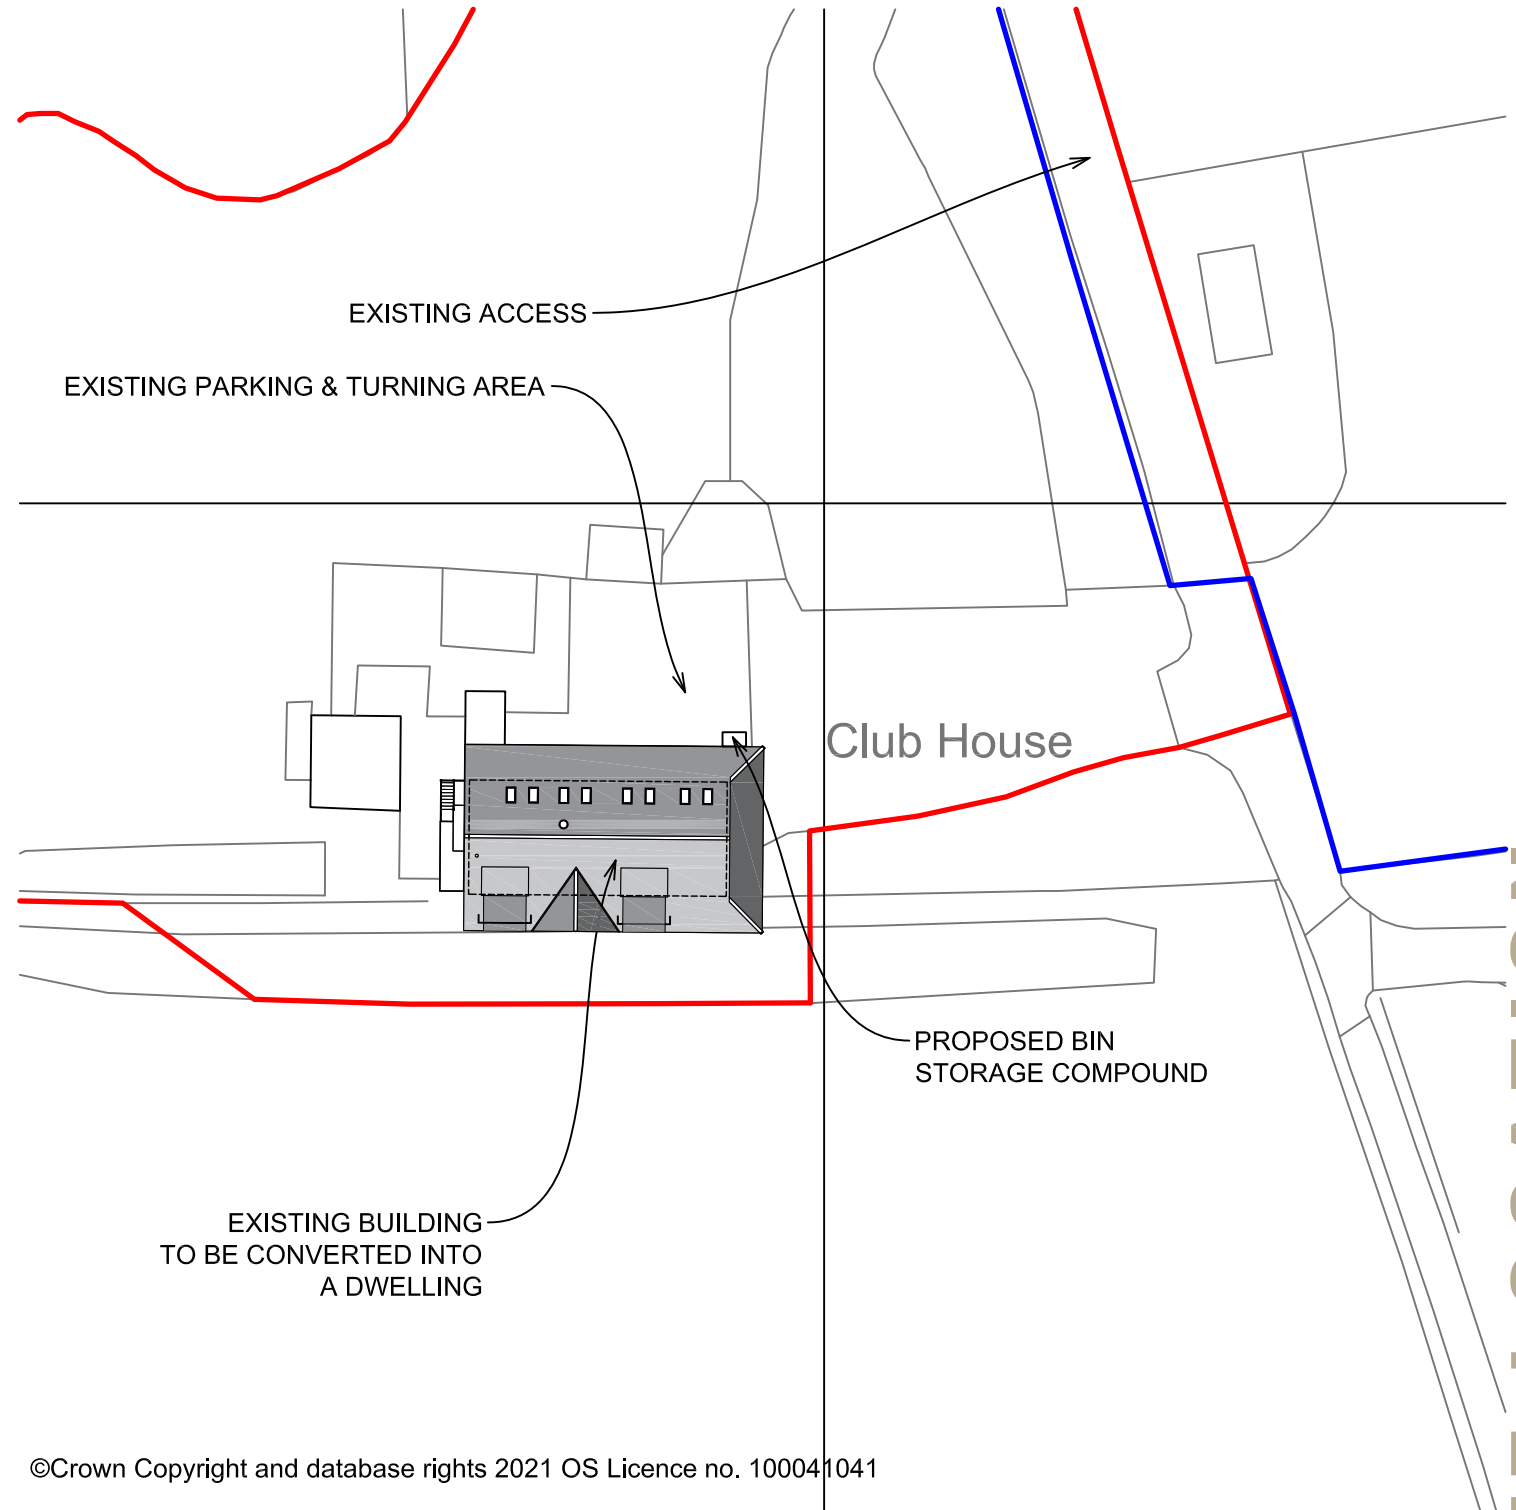 EXISTING ACCESS
EXISTING PARKING & TURNING AREA
Club House
PROPOSED BIN
STORAGE COMPOUND
EXISTING BUILDING
TO BE CONVERTED INTO
A DWELLING
©Crown Copyright and database rights 2021 OS Licence no. 100041041